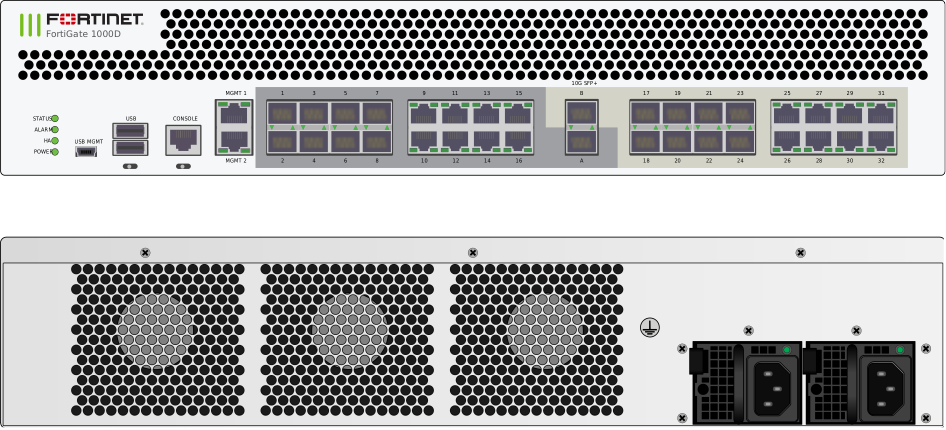 FORTINET
FortiGate 1000D
10G SFP+
MGMT 1 1 3 5 7 9 11 13 15 B 17 19 21 23 25 27 29 31
STATUS
ALARM
HA
POWER
USB MGMT
USB
CONSOLE
MGMT 2 2 4 6 8 10 12 14 16 A 18 20 22 24 26 28 30 32